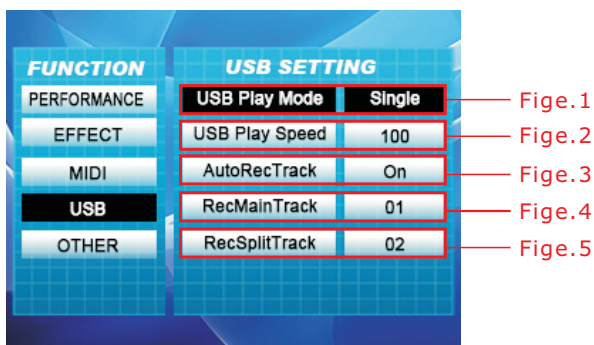 FUNCTION USB SETTING
PERFORMANCE USB Play Mode Single Fige.1
EFFECT USB Play Speed 100 Fige.2
MIDI AutoRecTrack On Fige.3
USB RecMainTrack 01 Fige.4
OTHER RecSplitTrack 02 Fige.5